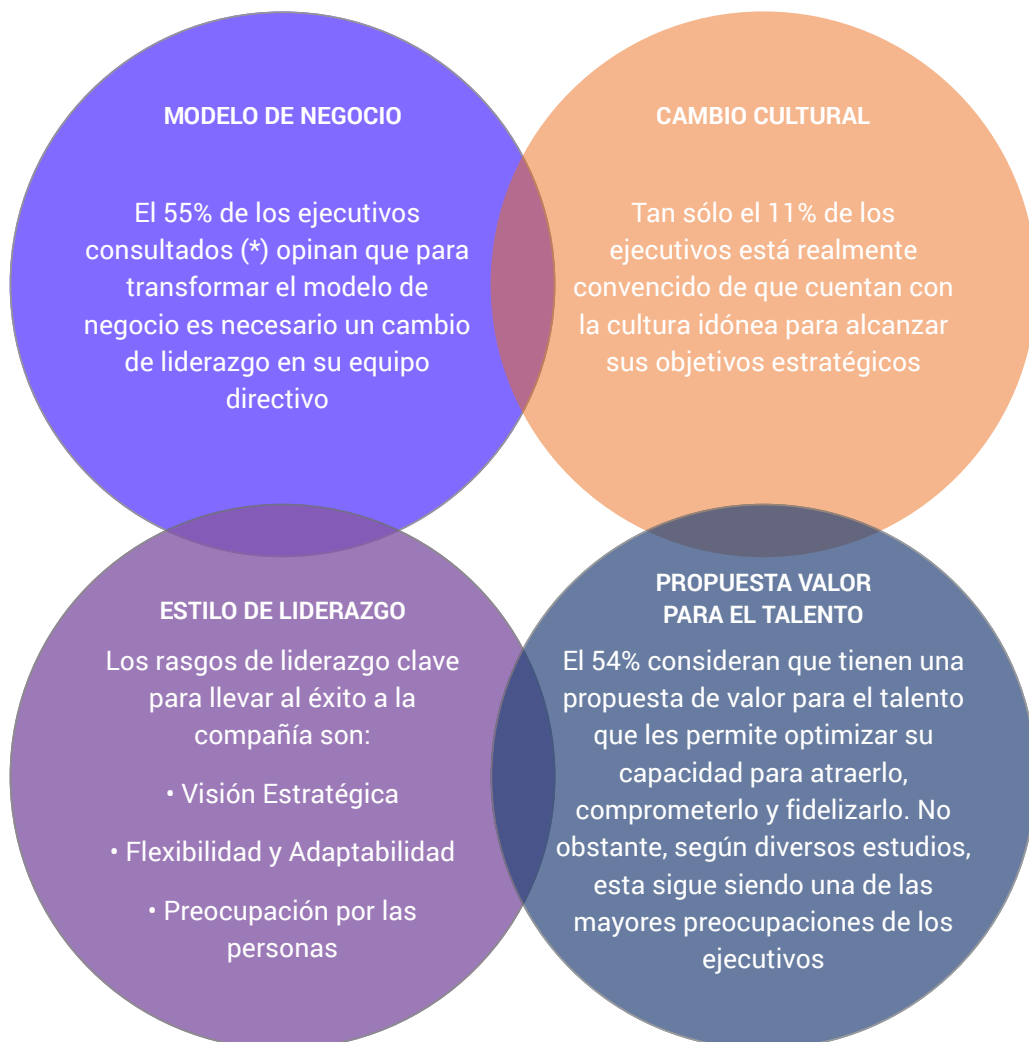 MODELO DE NEGOCIO
El 55% de los ejecutivos
consultados (*) opinan que para
transformar el modelo de
negocio es necesario un cambio
de liderazgo en su equipo
directivo
CAMBIO CULTURAL
Tan sólo el 11% de los
ejecutivos está realmente
convencido de que cuentan con
la cultura idónea para alcanzar
sus objetivos estratégicos
ESTILO DE LIDERAZGO
Los rasgos de liderazgo clave
para llevar al éxito a la
compañía son:
• Visión Estratégica
• Flexibilidad y Adaptabilidad
• Preocupación por las
personas
PROPUESTA VALOR
PARA EL TALENTO
El 54% consideran que tienen una
propuesta de valor para el talento
que les permite optimizar su
capacidad para atraerlo,
comprometerlo y fidelizarlo. No
obstante, según diversos estudios,
esta sigue siendo una de las
mayores preocupaciones de los
ejecutivos